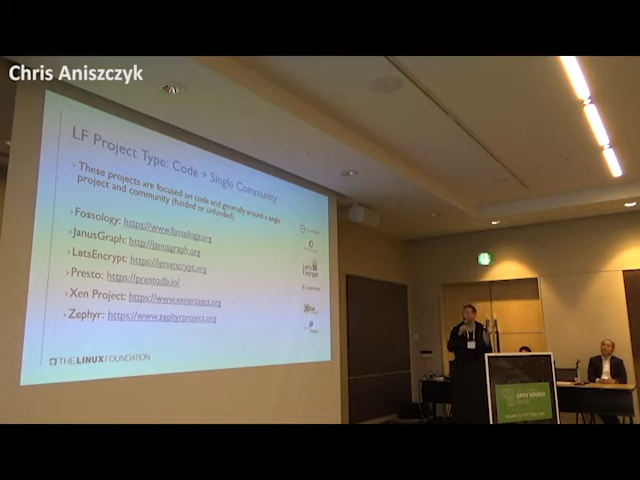 Chris Aniszczyk
LF Project Type: Code + Single Community
› These projects are focused on code and generally around a single
project and community (funded or unfunded)
› Fossology: https://www.fossology.org
› JanusGraph: http://janusgraph.org
› LetsEncrypt: https://letsencrypt.org
› Presto: https://prestodb.io/
› Xen Project: https://www.xenproject.org
› Zephyr: https://www.zephyrproject.org
Let's
Encrypt
THE LINUX FOUNDATION
OPEN SOURCE